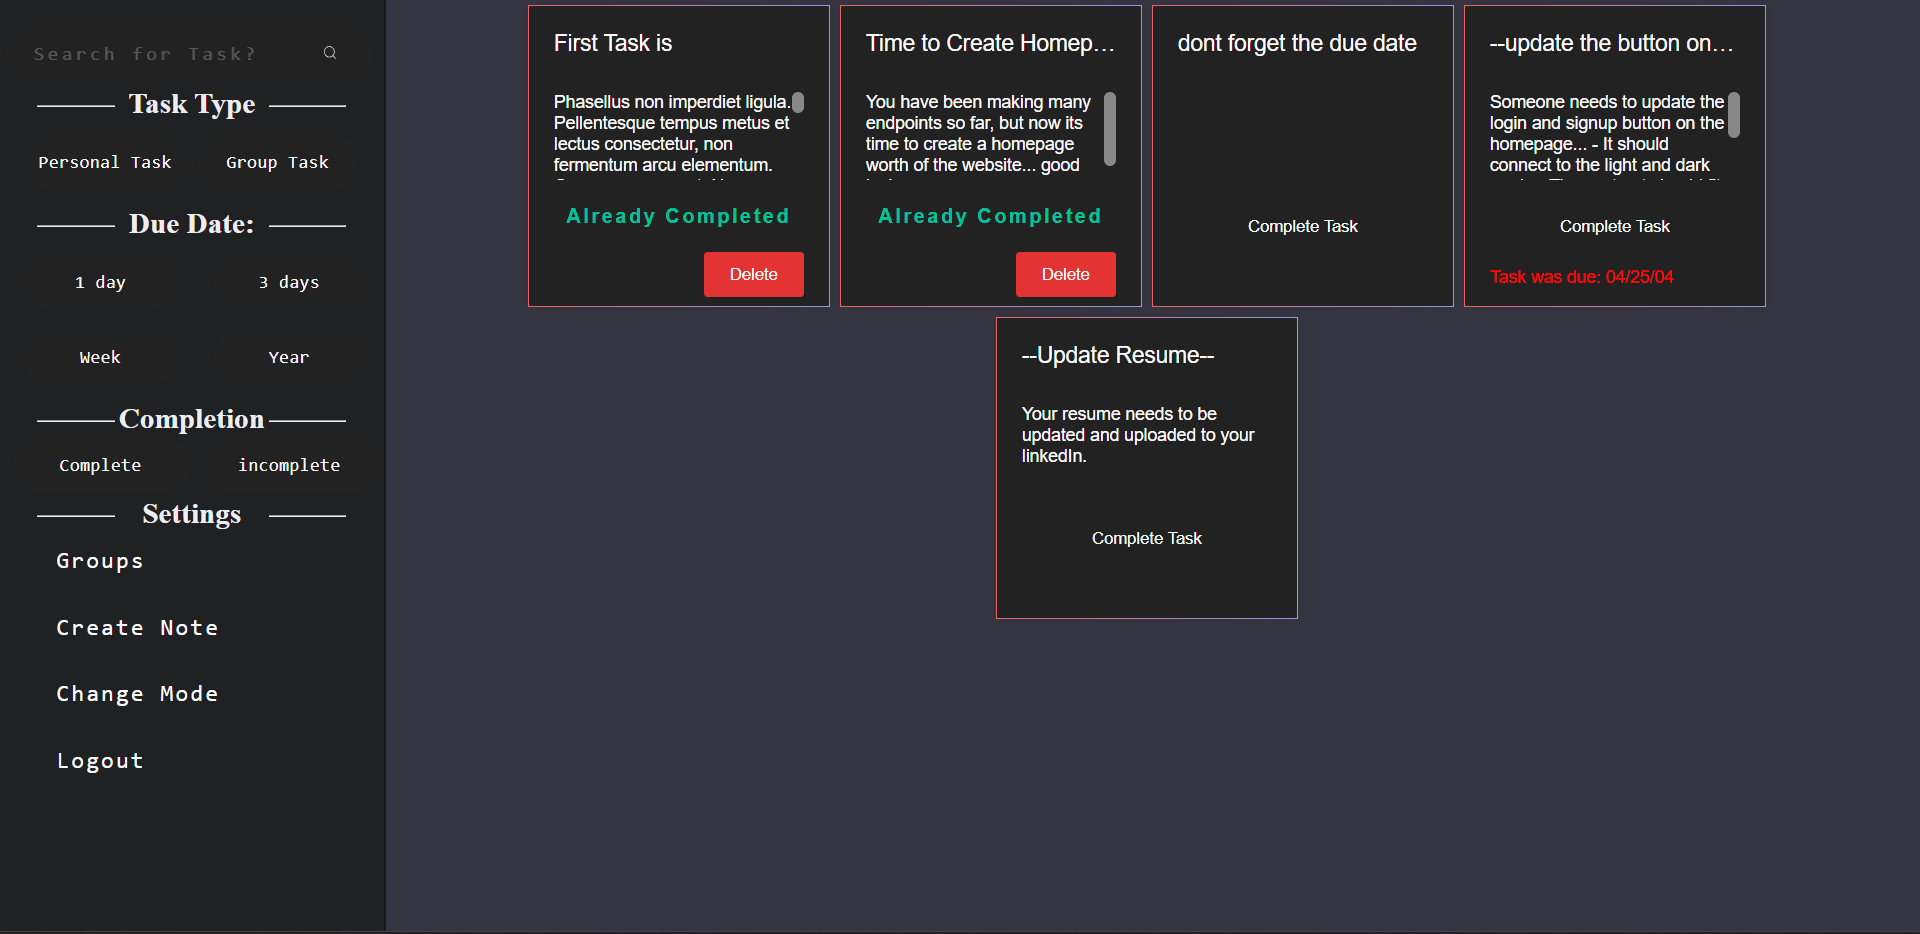 Search for Task?
Task Type
Personal Task
Group Task
Due Date:
1 day
3 days
Week
Year
Completion
Complete
incomplete
Settings
Groups
Create Note
Change Mode
Logout
First Task is
Phasellus non imperdiet ligula.
Pellentesque tempus metus et
lectus consectetur, non
fermentum arcu elementum.
Already Completed
Delete
Time to Create Homep...
You have been making many
endpoints so far, but now its
time to create a homepage
worth of the website... good
Already Completed
Delete
dont forget the due date
Complete Task
--update the button on...
Someone needs to update the
login and signup button on the
homepage... - It should
connect to the light and dark
Complete Task
Task was due: 04/25/04
--Update Resume--
Your resume needs to be
updated and uploaded to your
linkedIn.
Complete Task